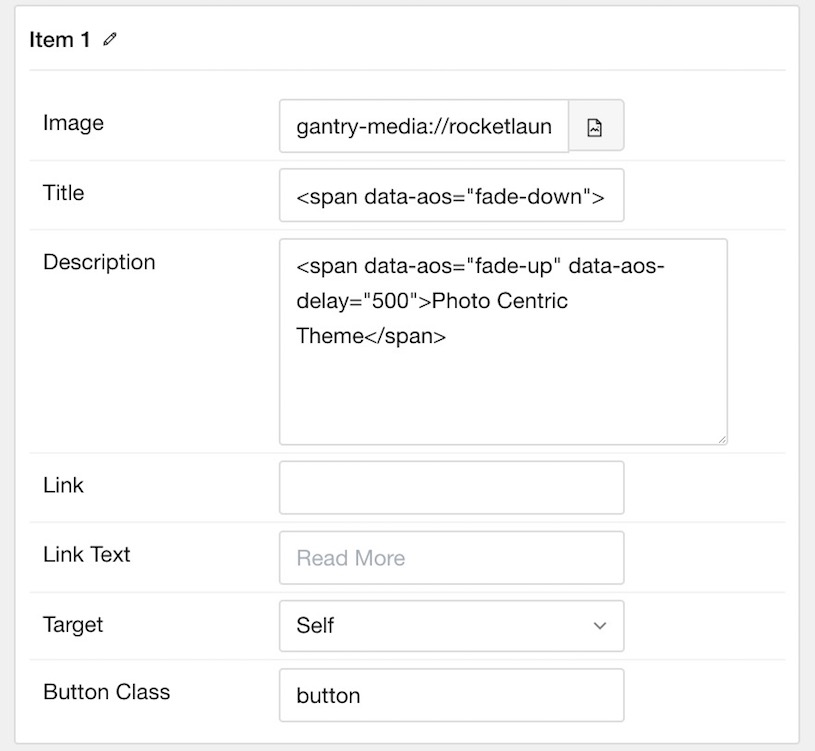 Item 1
Image
gantry-media://rocketlaun
Title
<span data-aos="fade-down">
Description
<span data-aos="fade-up" data-aos-
delay="500">Photo Centric
Theme</span>
Link
Link Text
Read More
Target
Self
Button Class
button